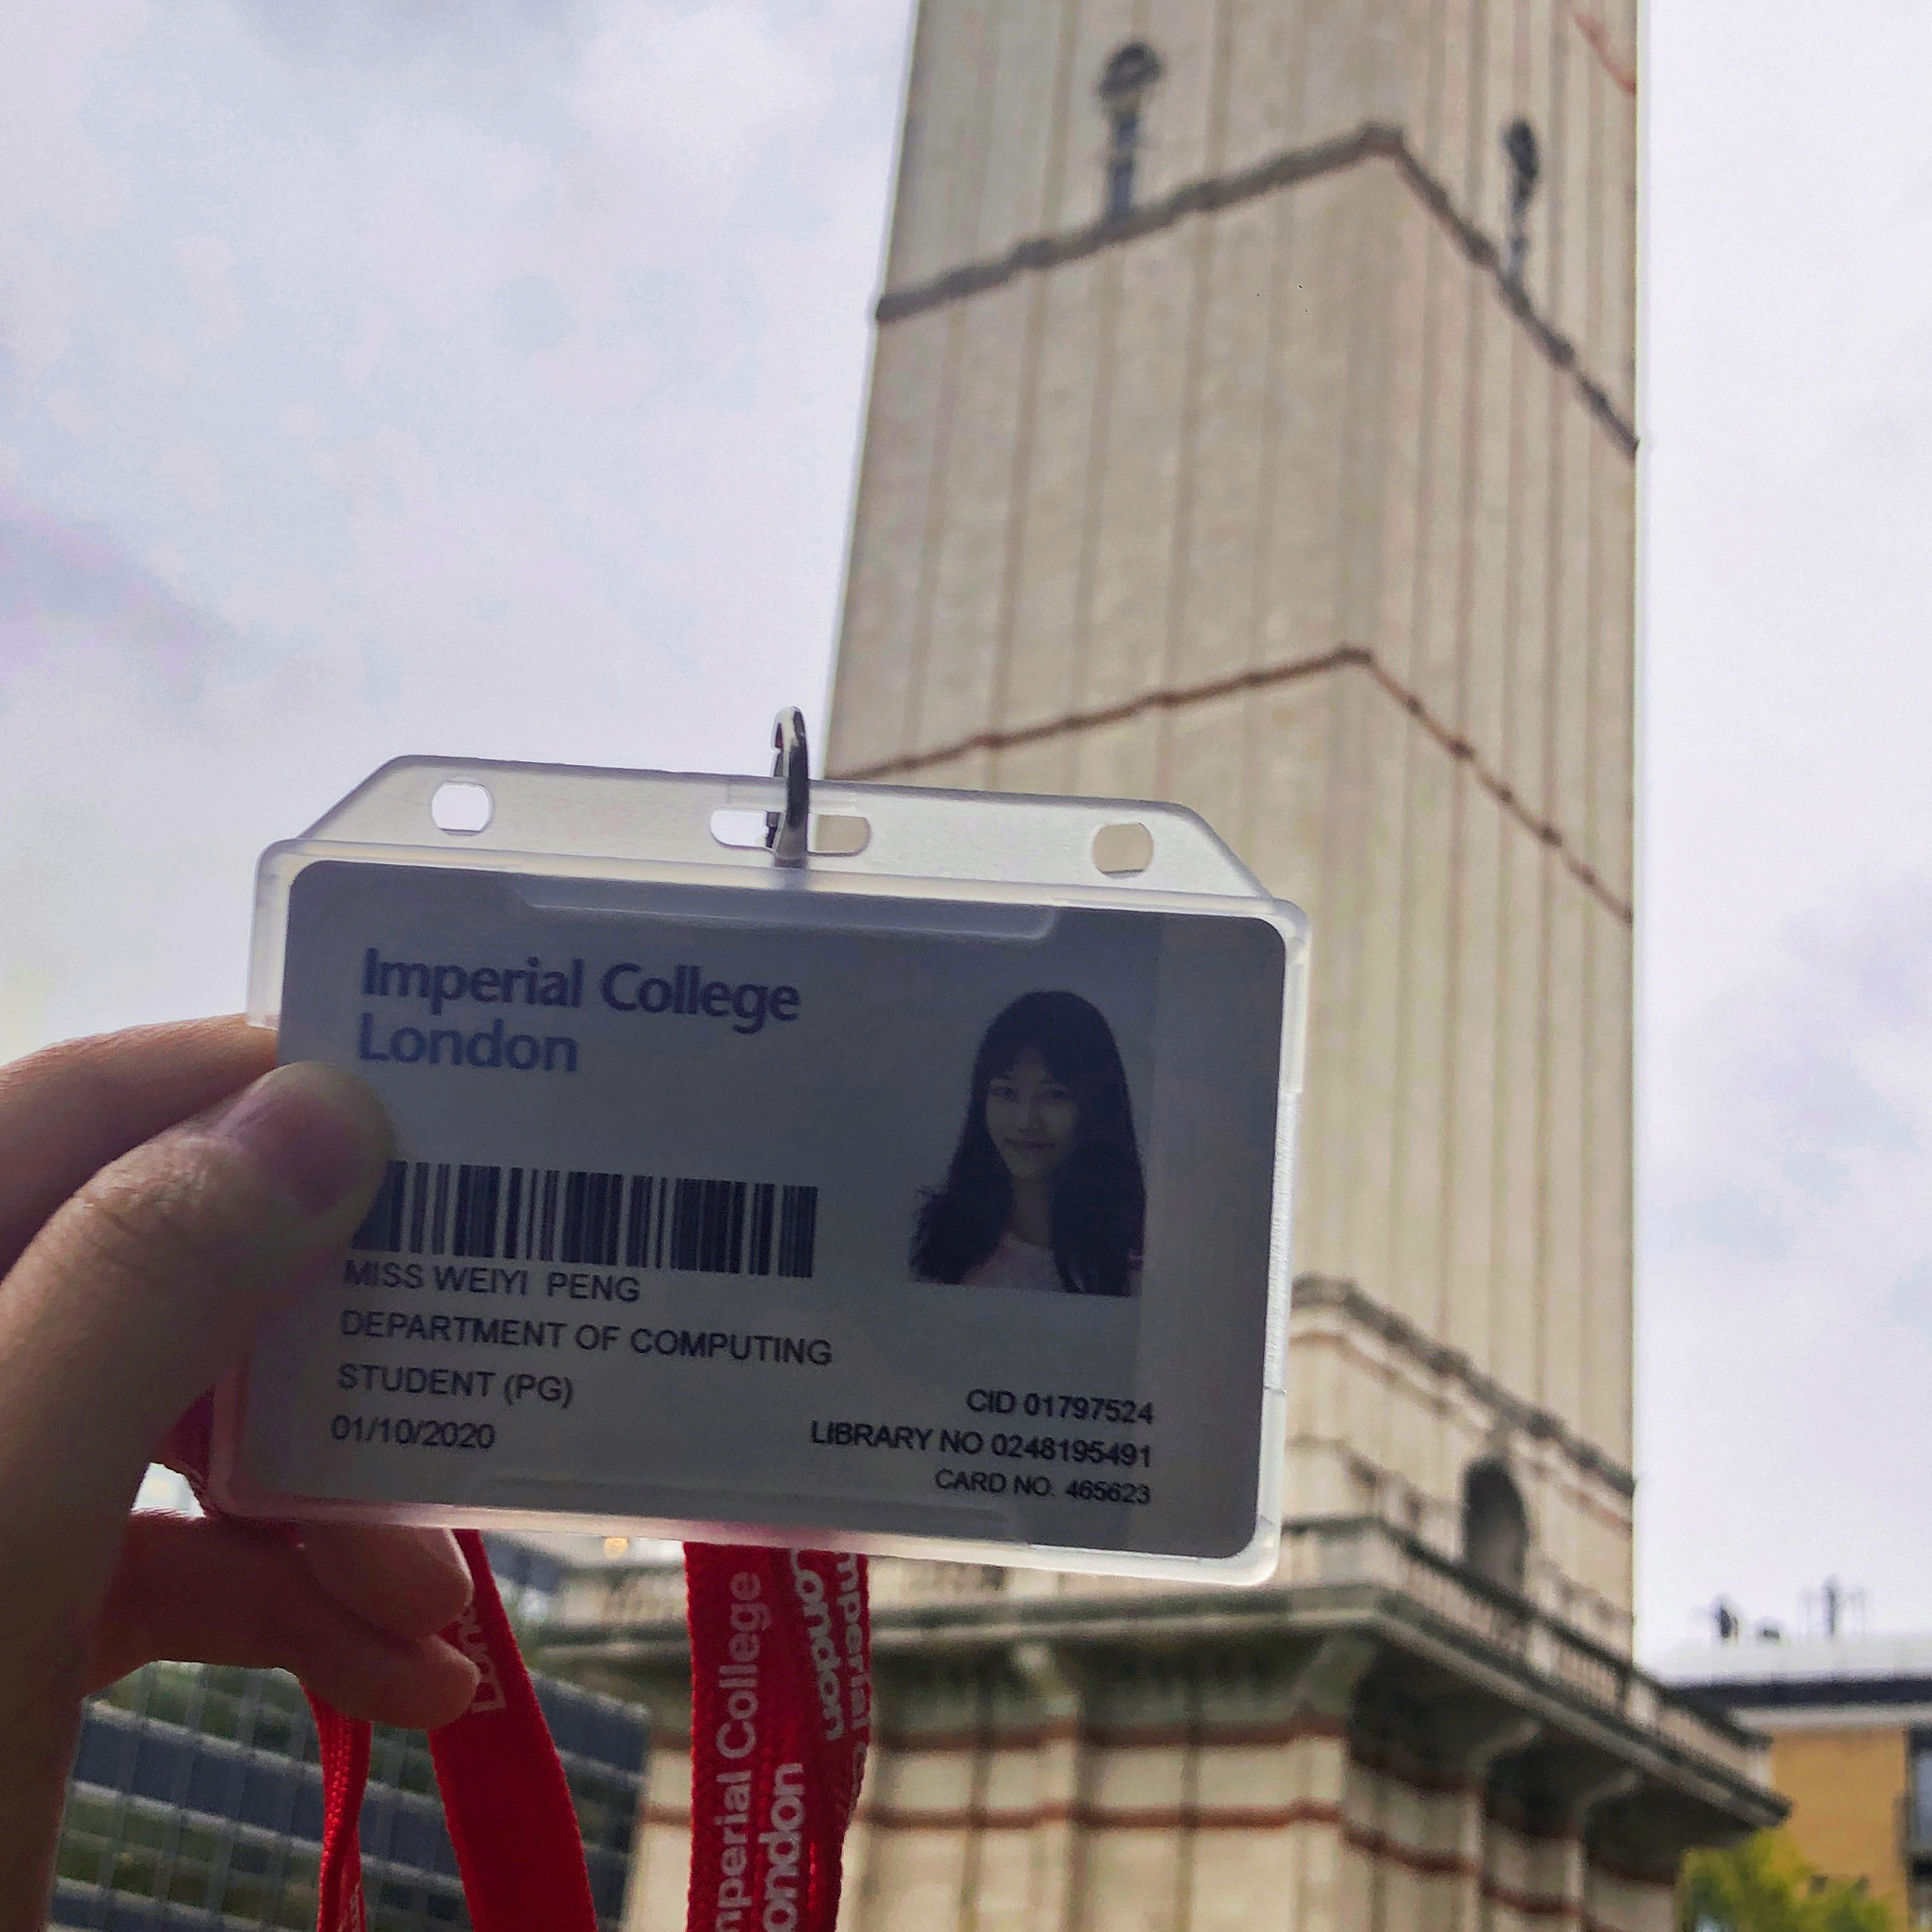 Imperial College
London
MISS WEIYI PENG
DEPARTMENT OF COMPUTING
STUDENT (PG)
01/10/2020
CID 01797524
LIBRARY NO 0248195491
CARD NO. 465623
Imperial College
London
Imperial
London